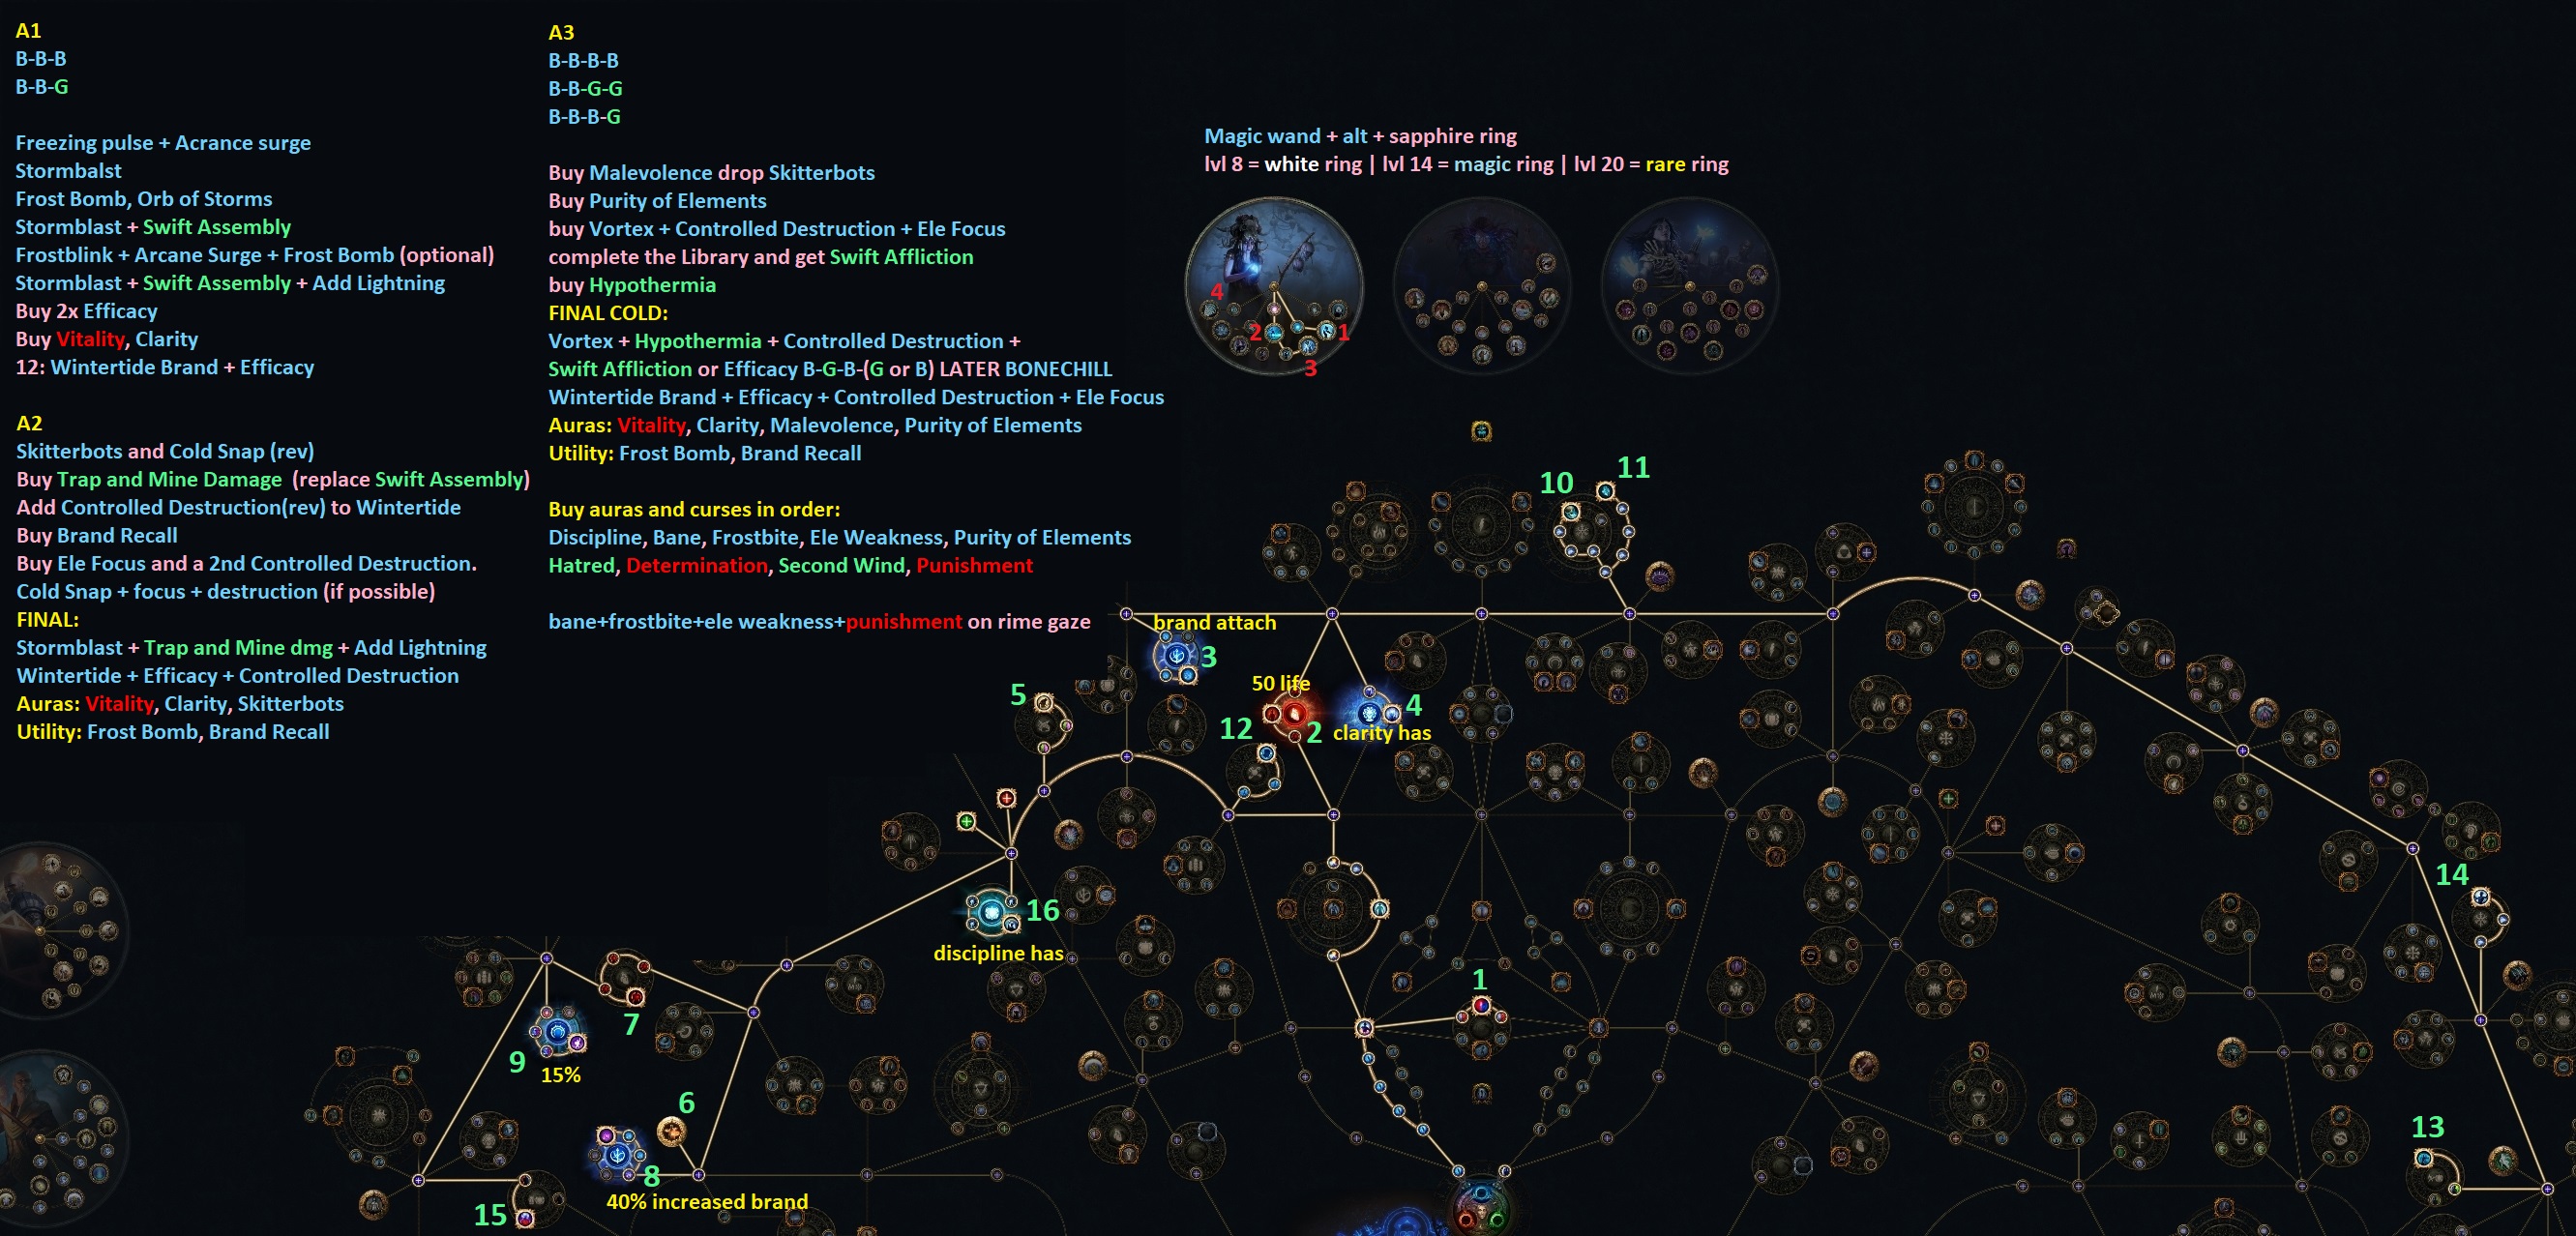 A1
B-B-B
B-B-G
Freezing pulse + Acrance surge
Stormbalst
Frost Bomb, Orb of Storms
Stormblast + Swift Assembly
Frostblink + Arcane Surge + Frost Bomb (optional)
Stormblast + Swift Assembly + Add Lightning
Buy 2x Efficacy
Buy Vitality, Clarity
12: Wintertide Brand + Efficacy
A2
Skitterbots and Cold Snap (rev)
Buy Trap and Mine Damage (replace Swift Assembly)
Add Controlled Destruction(rev) to Wintertide
Buy Brand Recall
Buy Ele Focus and a 2nd Controlled Destruction.
Cold Snap + focus + destruction (if possible)
FINAL:
Stormblast + Trap and Mine dmg + Add Lightning
Wintertide + Efficacy + Controlled Destruction
Auras: Vitality, Clarity, Skitterbots
Utility: Frost Bomb, Brand Recall
A3
B-B-B-B
B-B-G-G
B-B-B-G
Buy Malevolence drop Skitterbots
Buy Purity of Elements
buy Vortex + Controlled Destruction + Ele Focus
complete the Library and get Swift Affliction
buy Hypothermia
FINAL COLD:
Vortex + Hypothermia + Controlled Destruction +
Swift Affliction or Efficacy B-G-B-(G or B) LATER BONECHILL
Wintertide Brand + Efficacy + Controlled Destruction + Ele Focus
Auras: Vitality, Clarity, Malevolence, Purity of Elements
Utility: Frost Bomb, Brand Recall
Buy auras and curses in order:
Discipline, Bane, Frostbite, Ele Weakness, Purity of Elements
Hatred, Determination, Second Wind, Punishment
bane+frostbite+ele weakness+punishment on rime gaze
Magic wand + alt + sapphire ring
lvl 8 = white ring | lvl 14 = magic ring | lvl 20 = rare ring
4
2
1
3
10
11
brand attach
3
50 life
5
4
12
2
clarity has
14
16
discipline has
1
7
9
15%
6
13
8
40% increased brand
15